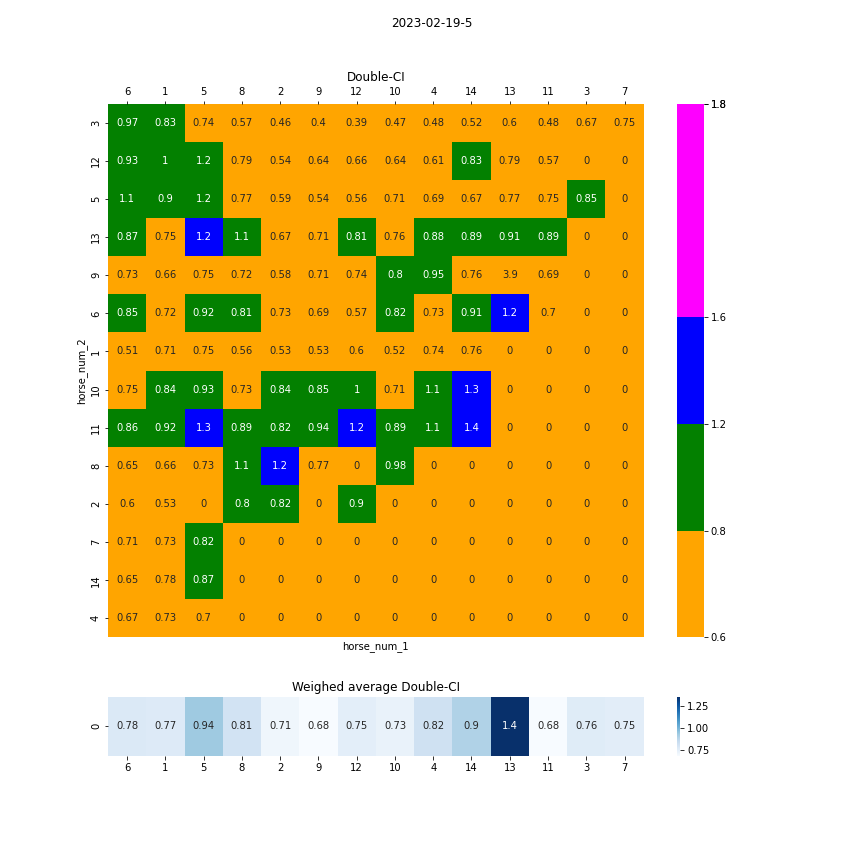 2023-02-19-5
Double-CI
6 1 5 8 2 9 12 10 4 14 13 11 3 7
3 0.97 0.83 0.74 0.57 0.46 0.4 0.39 0.47 0.48 0.52 0.6 0.48 0.67 0.75
12 0.93 1 1.2 0.79 0.54 0.64 0.66 0.64 0.61 0.83 0.79 0.57 0 0
5 1.1 0.9 1.2 0.77 0.59 0.54 0.56 0.71 0.69 0.67 0.77 0.75 0.85 0
13 0.87 0.75 1.2 1.1 0.67 0.71 0.81 0.76 0.88 0.89 0.91 0.89 0 0
9 0.73 0.66 0.75 0.72 0.58 0.71 0.74 0.8 0.95 0.76 3.9 0.69 0 0
6 0.85 0.72 0.92 0.81 0.73 0.69 0.57 0.82 0.73 0.91 1.2 0.7 0 0
1 0.51 0.71 0.75 0.56 0.53 0.53 0.6 0.52 0.74 0.76 0 0 0 0
10 0.75 0.84 0.93 0.73 0.84 0.85 1 0.71 1.1 1.3 0 0 0 0
11 0.86 0.92 1.3 0.89 0.82 0.94 1.2 0.89 1.1 1.4 0 0 0 0
8 0.65 0.66 0.73 1.1 1.2 0.77 0 0.98 0 0 0 0 0 0
2 0.6 0.53 0 0.8 0.82 0 0.9 0 0 0 0 0 0 0
7 0.71 0.73 0.82 0 0 0 0 0 0 0 0 0 0 0
14 0.65 0.78 0.87 0 0 0 0 0 0 0 0 0 0 0
4 0.67 0.73 0.7 0 0 0 0 0 0 0 0 0 0 0
horse_num_2
horse_num_1
1.8
1.6
1.2
0.8
0.6
Weighed average Double-CI
0 0.78 0.77 0.94 0.81 0.71 0.68 0.75 0.73 0.82 0.9 1.4 0.68 0.76 0.75
6 1 5 8 2 9 12 10 4 14 13 11 3 7
1.25
1.00
0.75